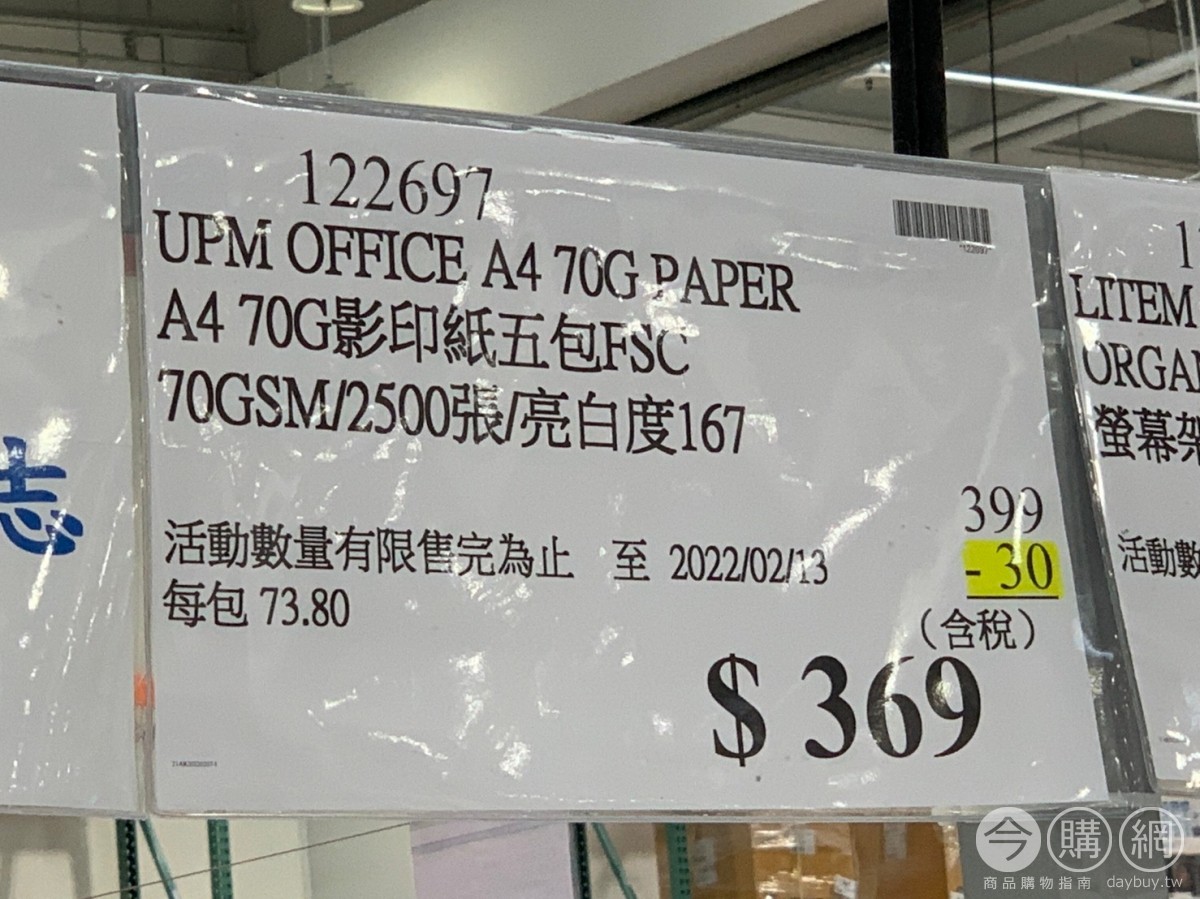 志
122697
122697
UPM OFFICE A4 70G PAPER
A4 70G影印紙五包FSC
70GSM/2500張/亮白度167
399
- 30
活動數量有限售完為止 至 2022/02/13
每包 73.80
(含稅)
$ 369
LITEM
螢幕架
活動數
今購網
商品購物指南 daybuy.tw